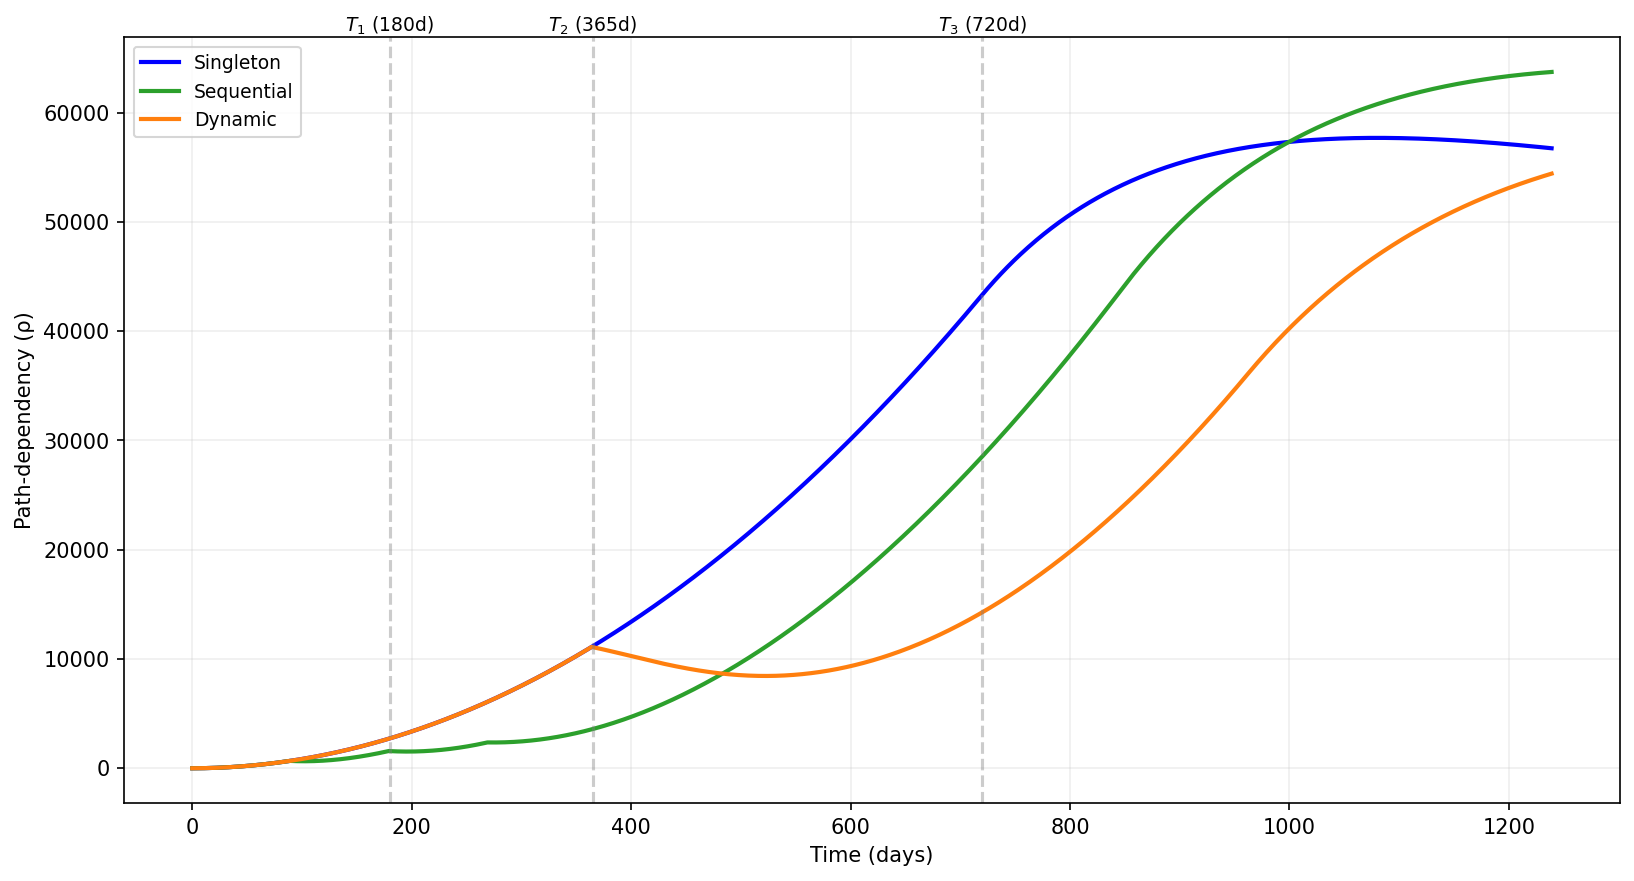 T₁ (180d) T₂ (365d) T₃ (720d)
Singleton
Sequential
Dynamic
Path-dependency (ρ)
60000
50000
40000
30000
20000
10000
0
0 200 400 600 800 1000 1200
Time (days)